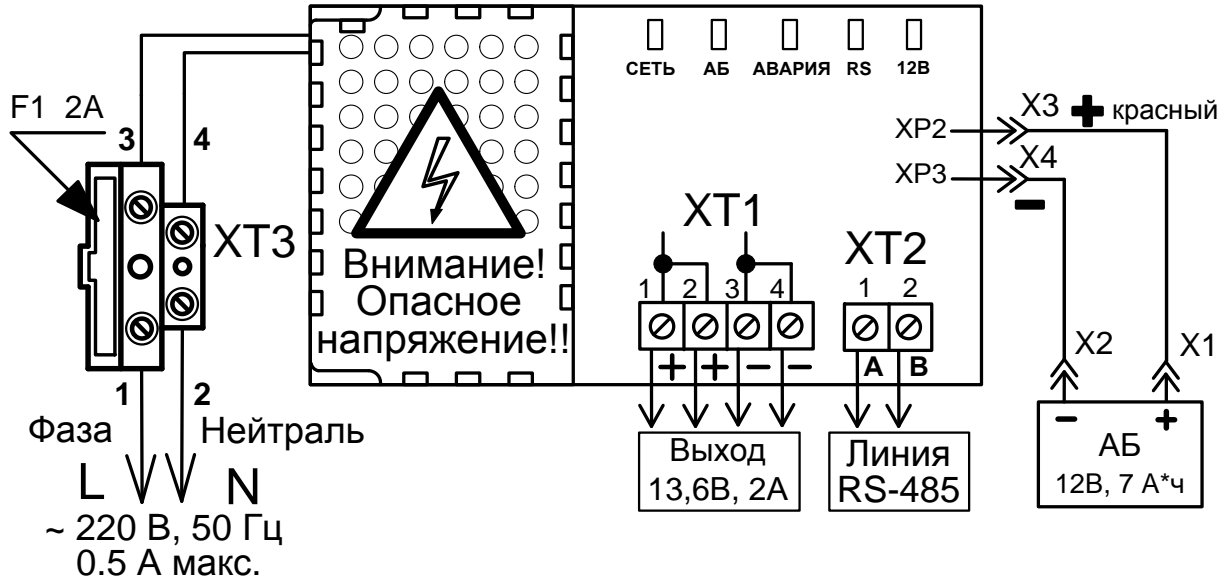 СЕТЬ АБ АВАРИЯ RS 12В
F1 2А
3
4
XT3
1
2
Фаза
Нейтраль
L
N
~ 220 В, 50 Гц
0.5 А макс.
Внимание!
Опасное
напряжение!!
XT1
1 2 3 4
+ + − −
Выход
13,6В, 2А
XT2
1 2
A B
Линия
RS-485
XP2
X3 + красный
XP3
X4
−
X2
X1
− +
АБ
12В, 7 А*ч